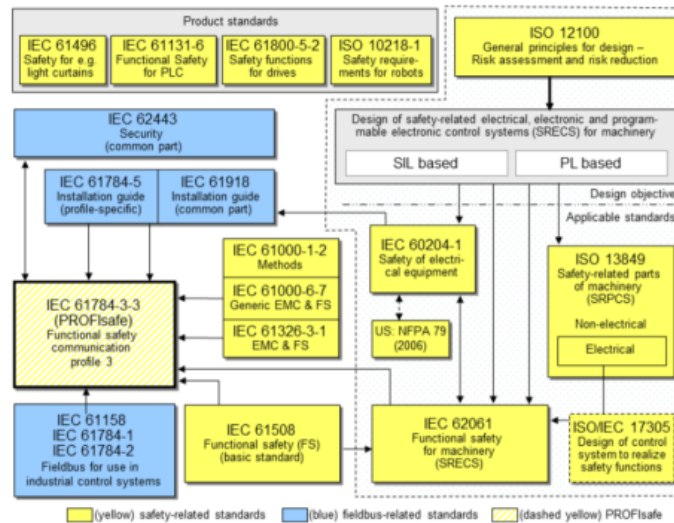 Product standards
IEC 61496
Safety for e.g.
light curtains
IEC 61131-6
Functional Safety
for PLC
IEC 61800-5-2
Safety functions
for drives
ISO 10218-1
Safety require-
ments for robots
ISO 12100
General principles for design –
Risk assessment and risk reduction
IEC 62443
Security
(common part)
Design of safety-related electrical, electronic and program-
mable electronic control systems (SRECS) for machinery
SIL based
PL based
Design objective
Applicable standards
IEC 61784-5
Installation guide
(profile-specific)
IEC 61918
Installation guide
(common part)
IEC 61000-1-2
Methods
IEC 61000-6-7
Generic EMC & FS
IEC 61326-3-1
EMC & FS
IEC 60204-1
Safety of electri-
cal equipment
US: NFPA 79
(2006)
ISO 13849
Safety-related parts
of machinery
(SRPCS)
Non-electrical
Electrical
IEC 61784-3-3
(PROFIsafe)
Functional safety
communication
profile 3
IEC 61158
IEC 61784-1
IEC 61784-2
Fieldbus for use in
industrial control systems
IEC 61508
Functional safety (FS)
(basic standard)
IEC 62061
Functional safety
for machinery
(SRECS)
ISO/IEC 17305
Design of control
system to realize
safety functions
(yellow) safety-related standards
(blue) fieldbus-related standards
(dashed yellow) PROFIsafe